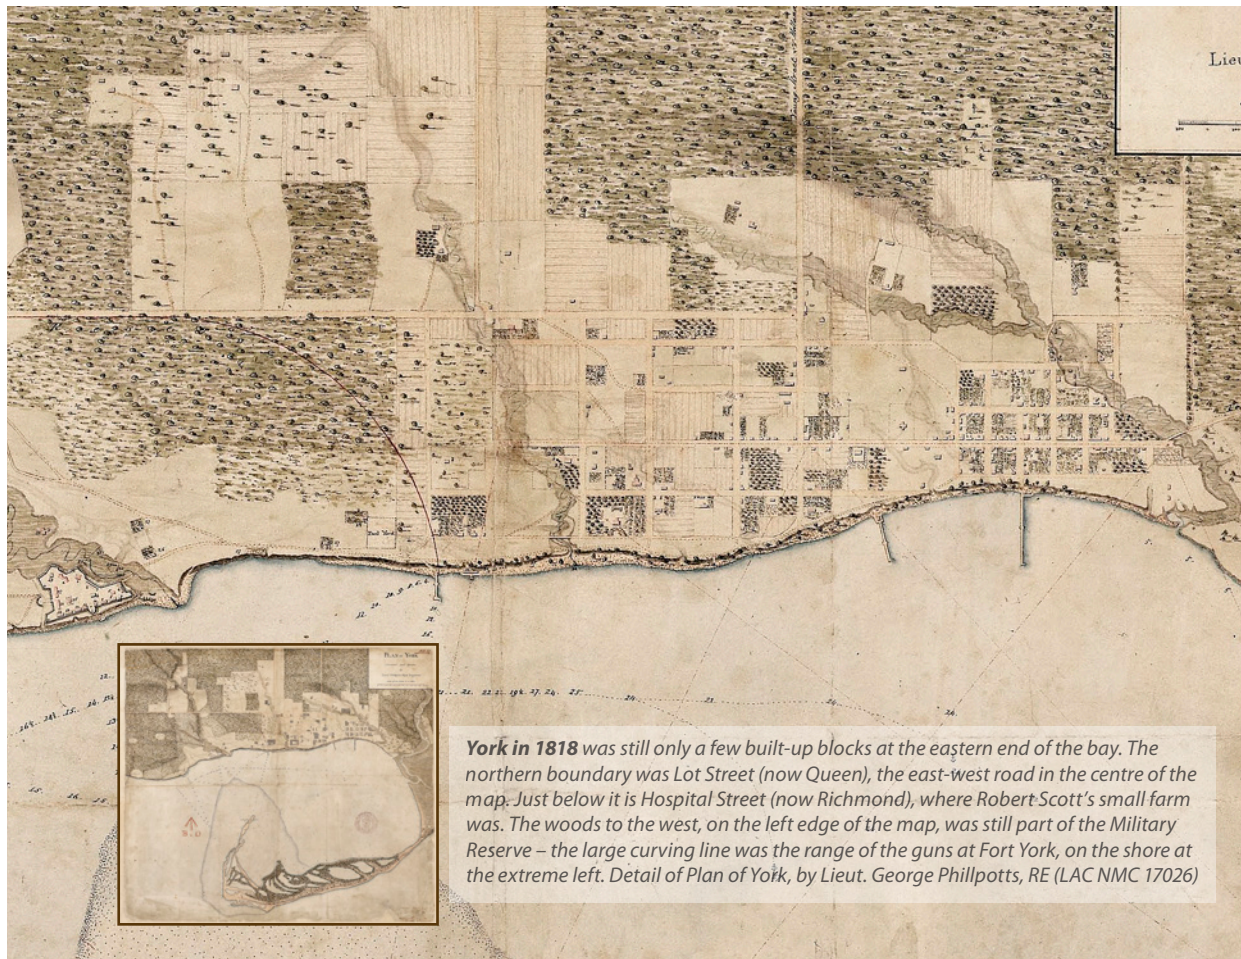 Lieu
York in 1818 was still only a few built-up blocks at the eastern end of the bay. The
northern boundary was Lot Street (now Queen), the east-west road in the centre of the
map. Just below it is Hospital Street (now Richmond), where Robert Scott’s small farm
was. The woods to the west, on the left edge of the map, was still part of the Military
Reserve – the large curving line was the range of the guns at Fort York, on the shore at
the extreme left. Detail of Plan of York, by Lieut. George Phillpotts, RE (LAC NMC 17026)